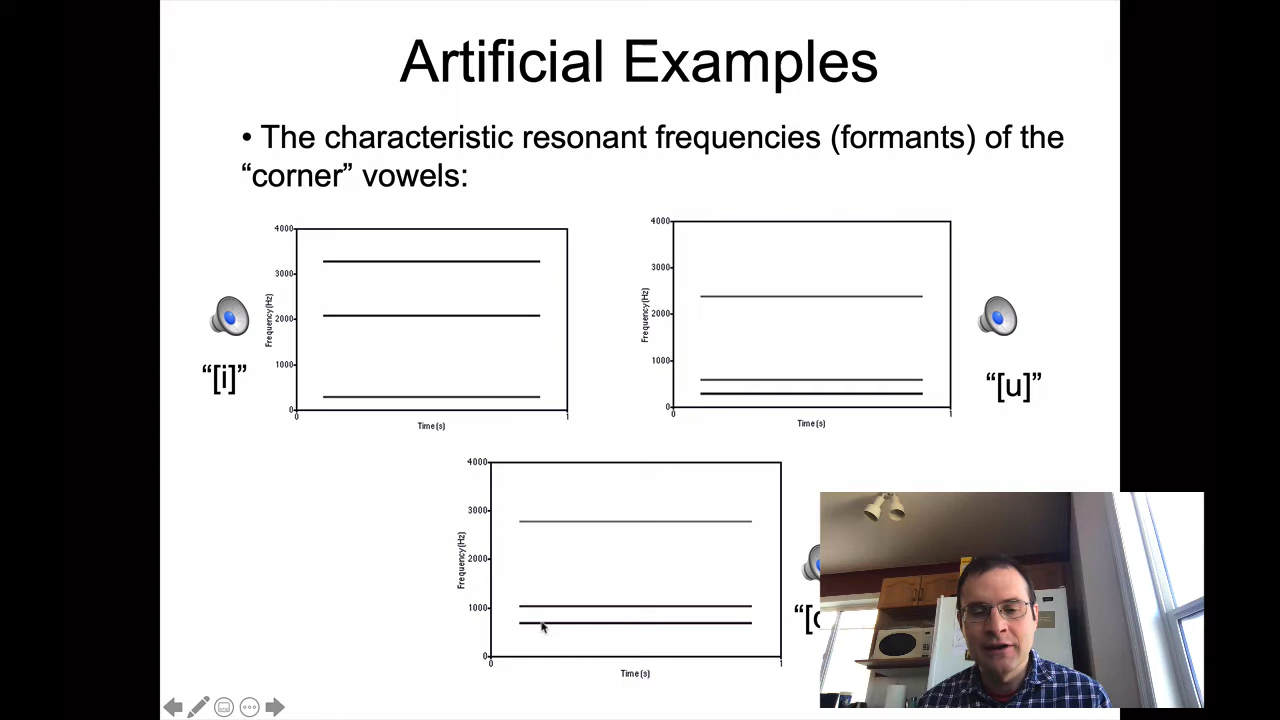 Artificial Examples
• The characteristic resonant frequencies (formants) of the
“corner” vowels:
4000
3000
2000
1000
0
Frequency(Hz)
0
1
Time (s)
“[i]”
4000
3000
2000
1000
0
Frequency(Hz)
0
1
Time (s)
“[u]”
4000
3000
2000
1000
0
Frequency(Hz)
0
1
Time (s)